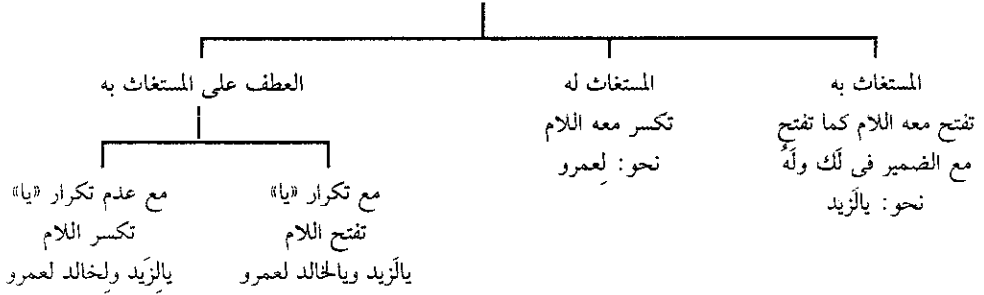 المستغاث به
تفتح معه اللام كما تفتح
مع الضمير فى لَك ولَهُ
نحو: يالَزيد
المستغاث له
تكسر معه اللام
نحو: لِعمرو
العطف على المستغاث به
مع تكرار «يا»
تفتح اللام
يالَزيد ويالَخالد لعمرو
مع عدم تكرار «يا»
تكسر اللام
يالِزَيد ولِخالد لعمرو